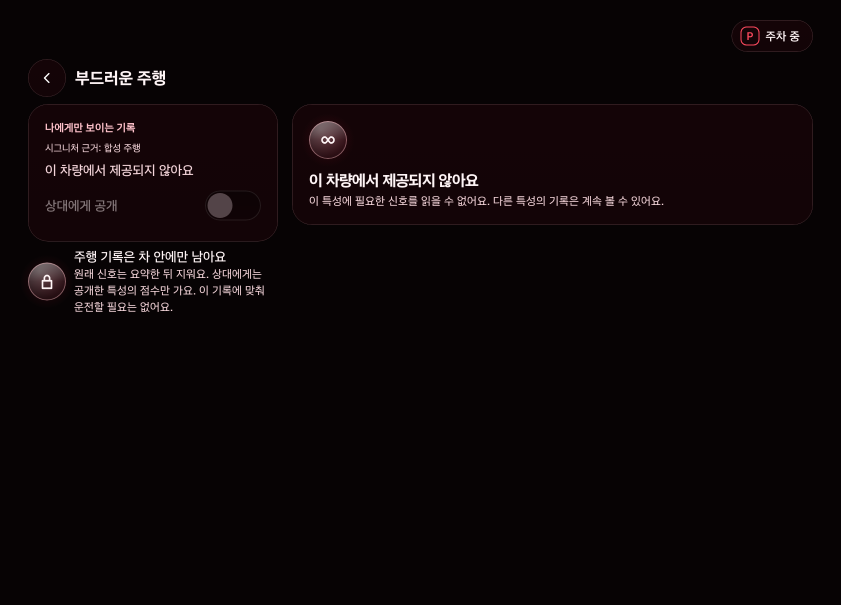 P 주차 중
부드러운 주행
나에게만 보이는 기록
시그니처 근거: 합성 주행
이 차량에서 제공되지 않아요
상대에게 공개
이 차량에서 제공되지 않아요
이 특성에 필요한 신호를 읽을 수 없어요. 다른 특성의 기록은 계속 볼 수 있어요.
주행 기록은 차 안에만 남아요
원래 신호는 요약한 뒤 지워요. 상대에게는
공개한 특성의 점수만 가요. 이 기록에 맞춰
운전할 필요는 없어요.